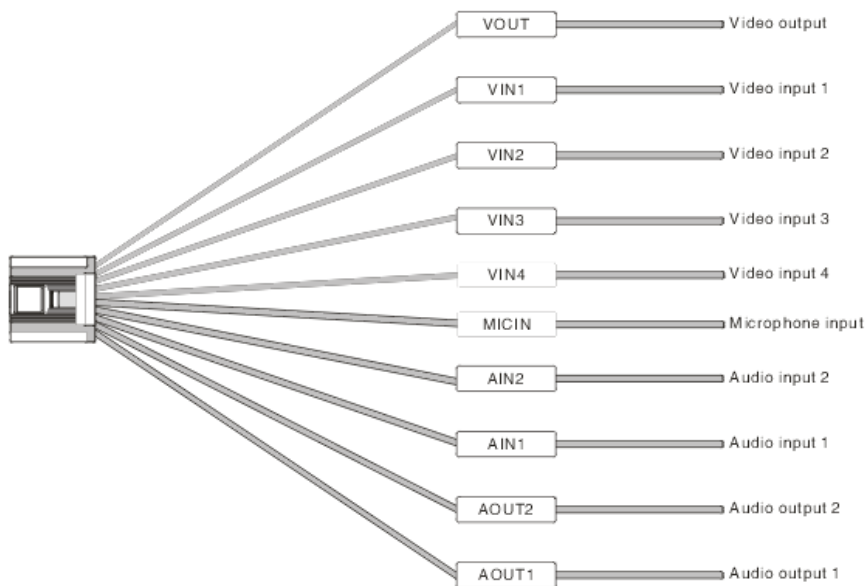 VOUT Video output
VIN1 Video input 1
VIN2 Video input 2
VIN3 Video input 3
VIN4 Video input 4
MICIN Microphone input
AIN2 Audio input 2
AIN1 Audio input 1
AOUT2 Audio output 2
AOUT1 Audio output 1